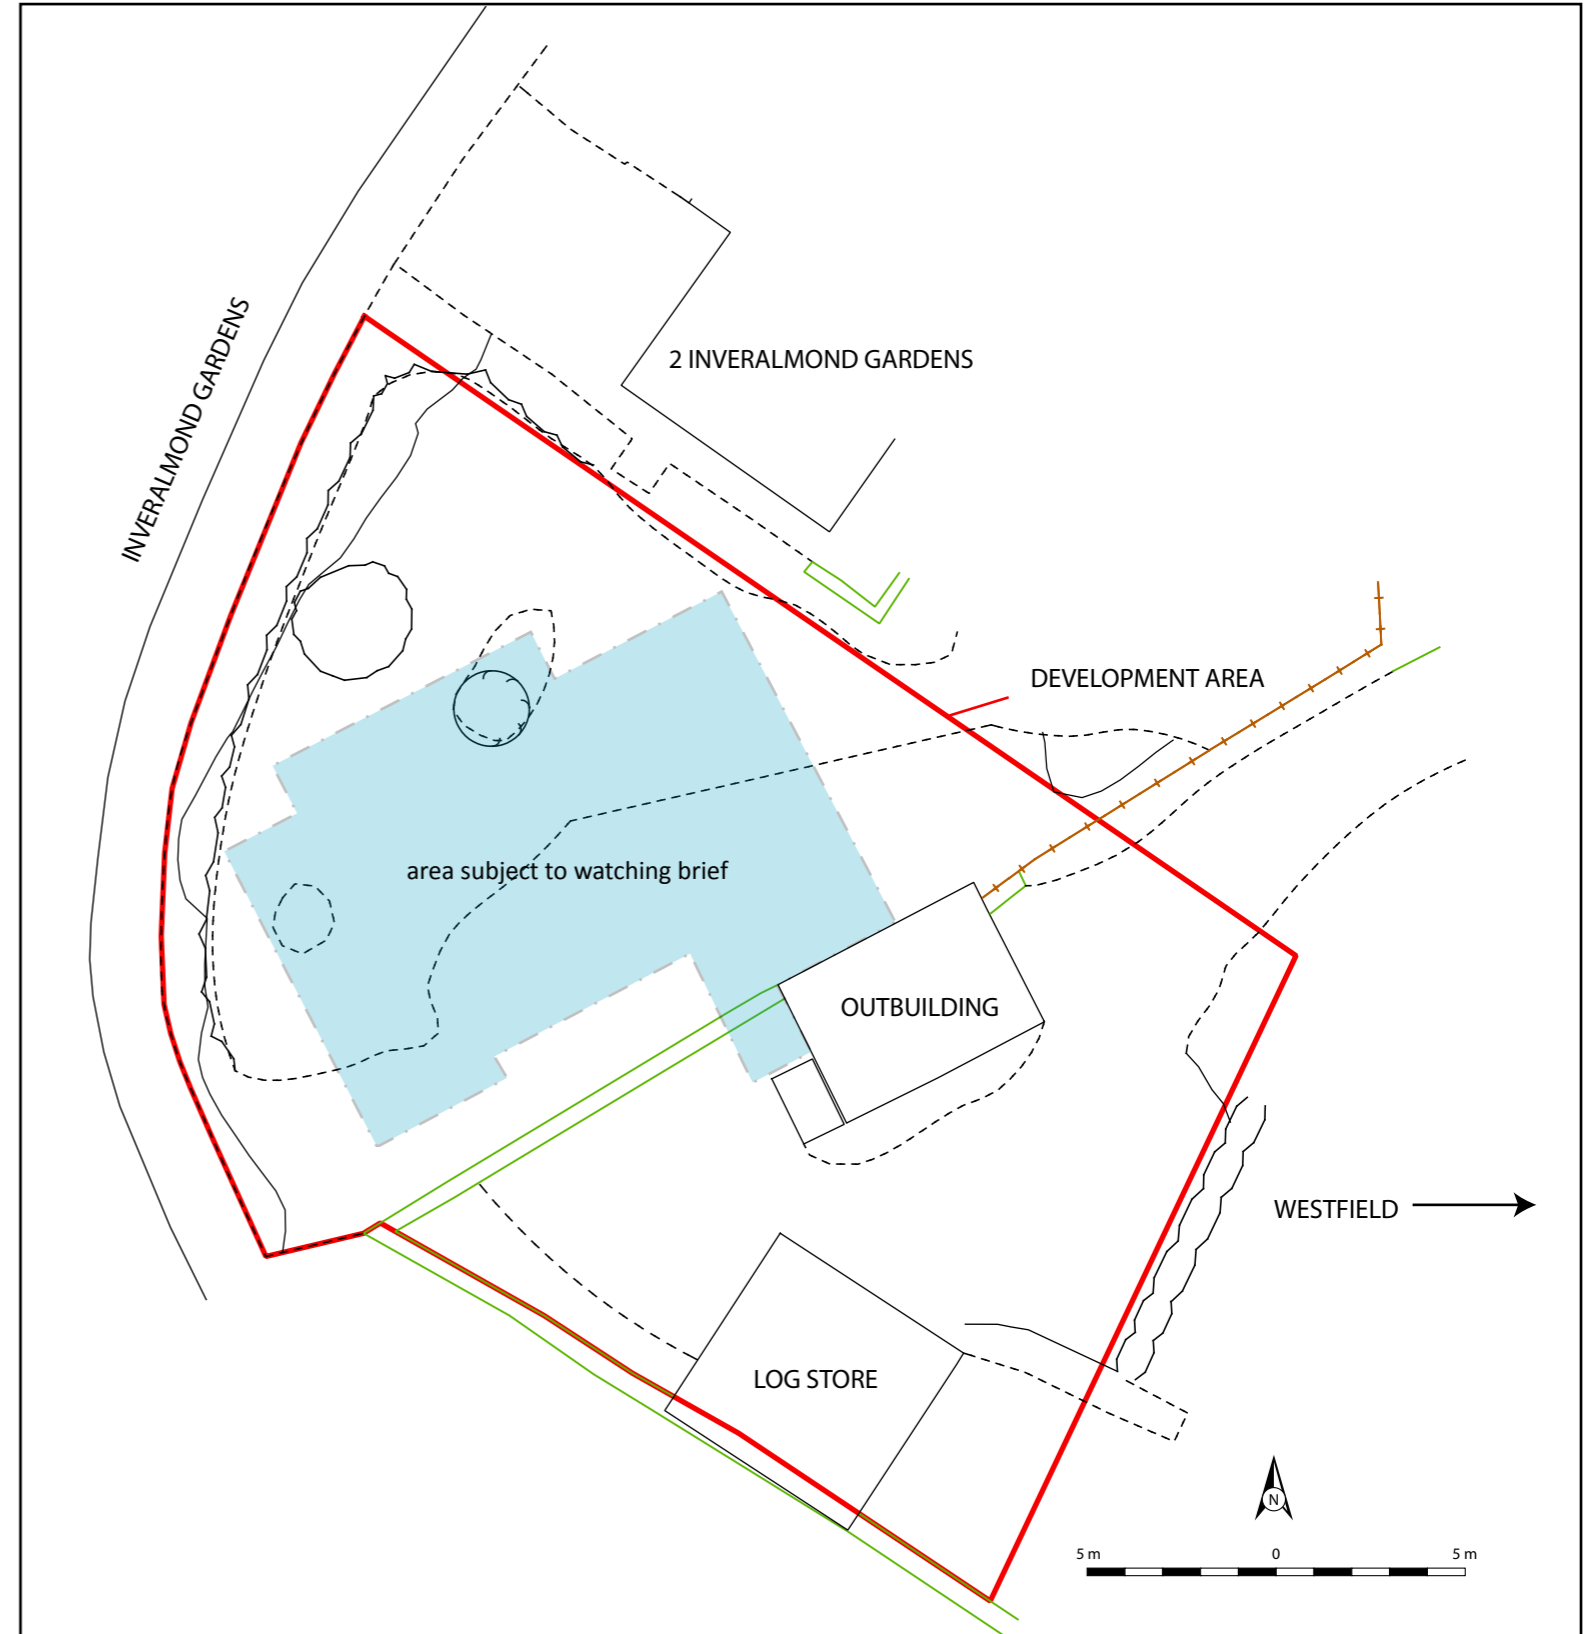 INVERALMOND GARDENS
2 INVERALMOND GARDENS
DEVELOPMENT AREA
area subject to watching brief
OUTBUILDING
WESTFIELD
LOG STORE
N
5 m 0 5 m